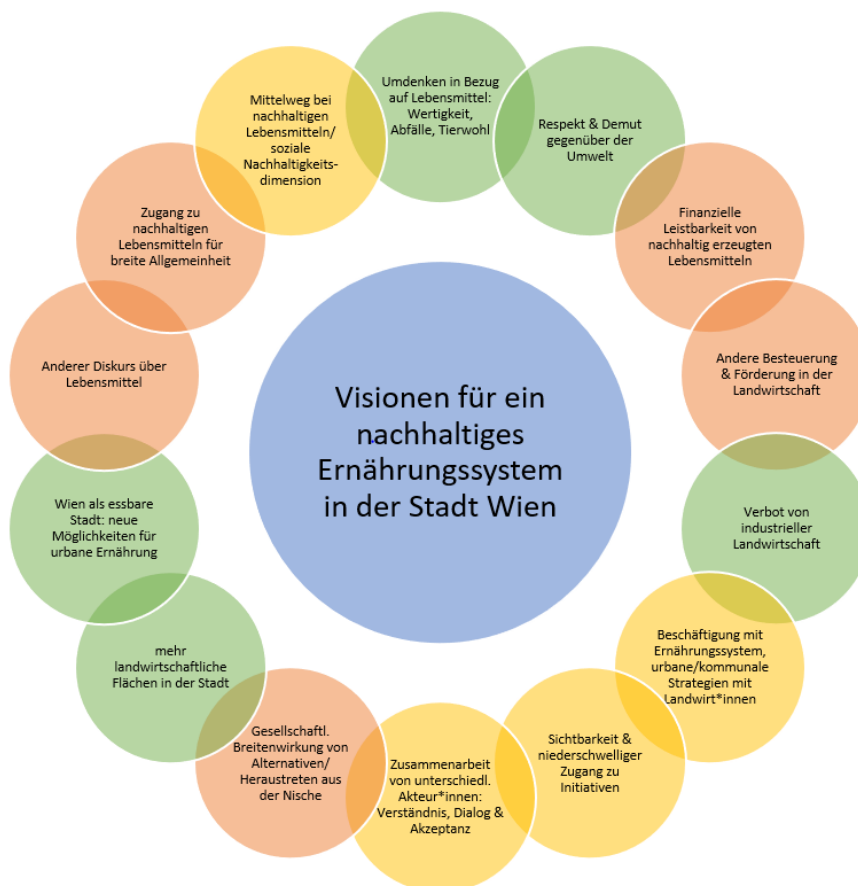 Umdenken in Bezug
auf Lebensmittel:
Wertigkeit,
Abfälle, Tierwohl
Respekt & Demut
gegenüber der
Umwelt
Finanzielle
Leistbarkeit von
nachhaltig erzeugten
Lebensmitteln
Andere Besteuerung
& Förderung in der
Landwirtschaft
Verbot von
industrieller
Landwirtschaft
Beschäftigung mit
Ernährungssystem,
urbane/kommunale
Strategien mit
Landwirt*innen
Sichtbarkeit &
niederschwelliger
Zugang zu
Initiativen
Zusammenarbeit
von unterschiedl.
Akteur*innen:
Verständnis, Dialog &
Akzeptanz
Gesellschaftl.
Breitenwirkung von
Alternativen/
Heraustreten aus
der Nische
mehr
landwirtschaftliche
Flächen in der Stadt
Wien als essbare
Stadt: neue
Möglichkeiten für
urbane Ernährung
Anderer Diskurs über
Lebensmittel
Zugang zu
nachhaltigen
Lebensmitteln für
breite Allgemeinheit
Mittelweg bei
nachhaltigen
Lebensmitteln/
soziale
Nachhaltigkeits-
dimension
Visionen für ein
nachhaltiges
Ernährungssystem
in der Stadt Wien